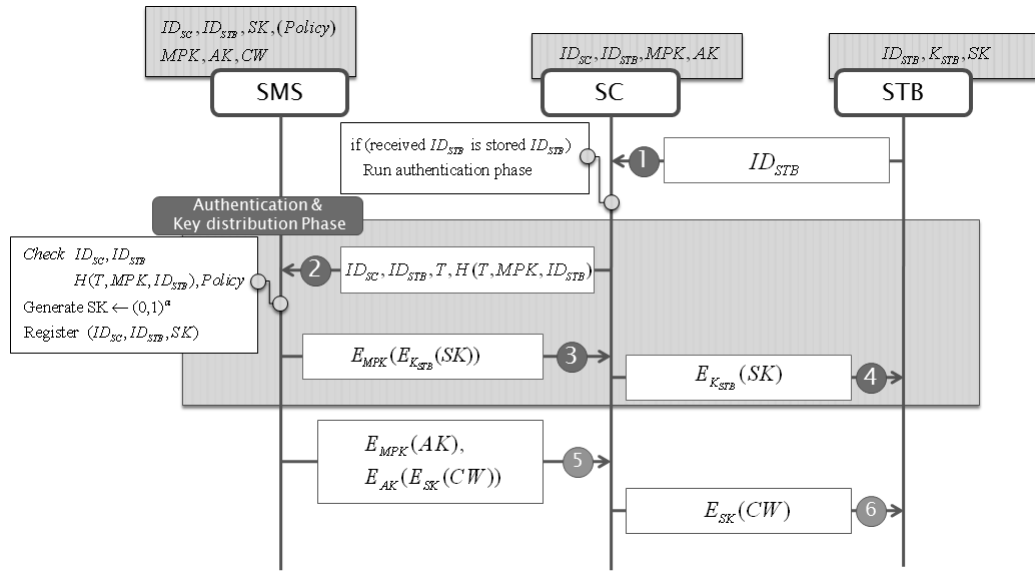 ID_SC, ID_STB, SK, (Policy)
MPK, AK, CW
ID_SC, ID_STB, MPK, AK
ID_STB, K_STB, SK
SMS
SC
STB
if (received ID_STB is stored ID_STB)
Run authentication phase
1
ID_STB
Authentication &
Key distribution Phase
Check ID_SC, ID_STB
H(T, MPK, ID_STB), Policy
Generate SK ← (0,1)^α
Register (ID_SC, ID_STB, SK)
2
ID_SC, ID_STB, T, H(T, MPK, ID_STB)
E_MPK(E_K_STB(SK))
3
E_K_STB(SK)
4
E_MPK(AK),
E_AK(E_SK(CW))
5
E_SK(CW)
6